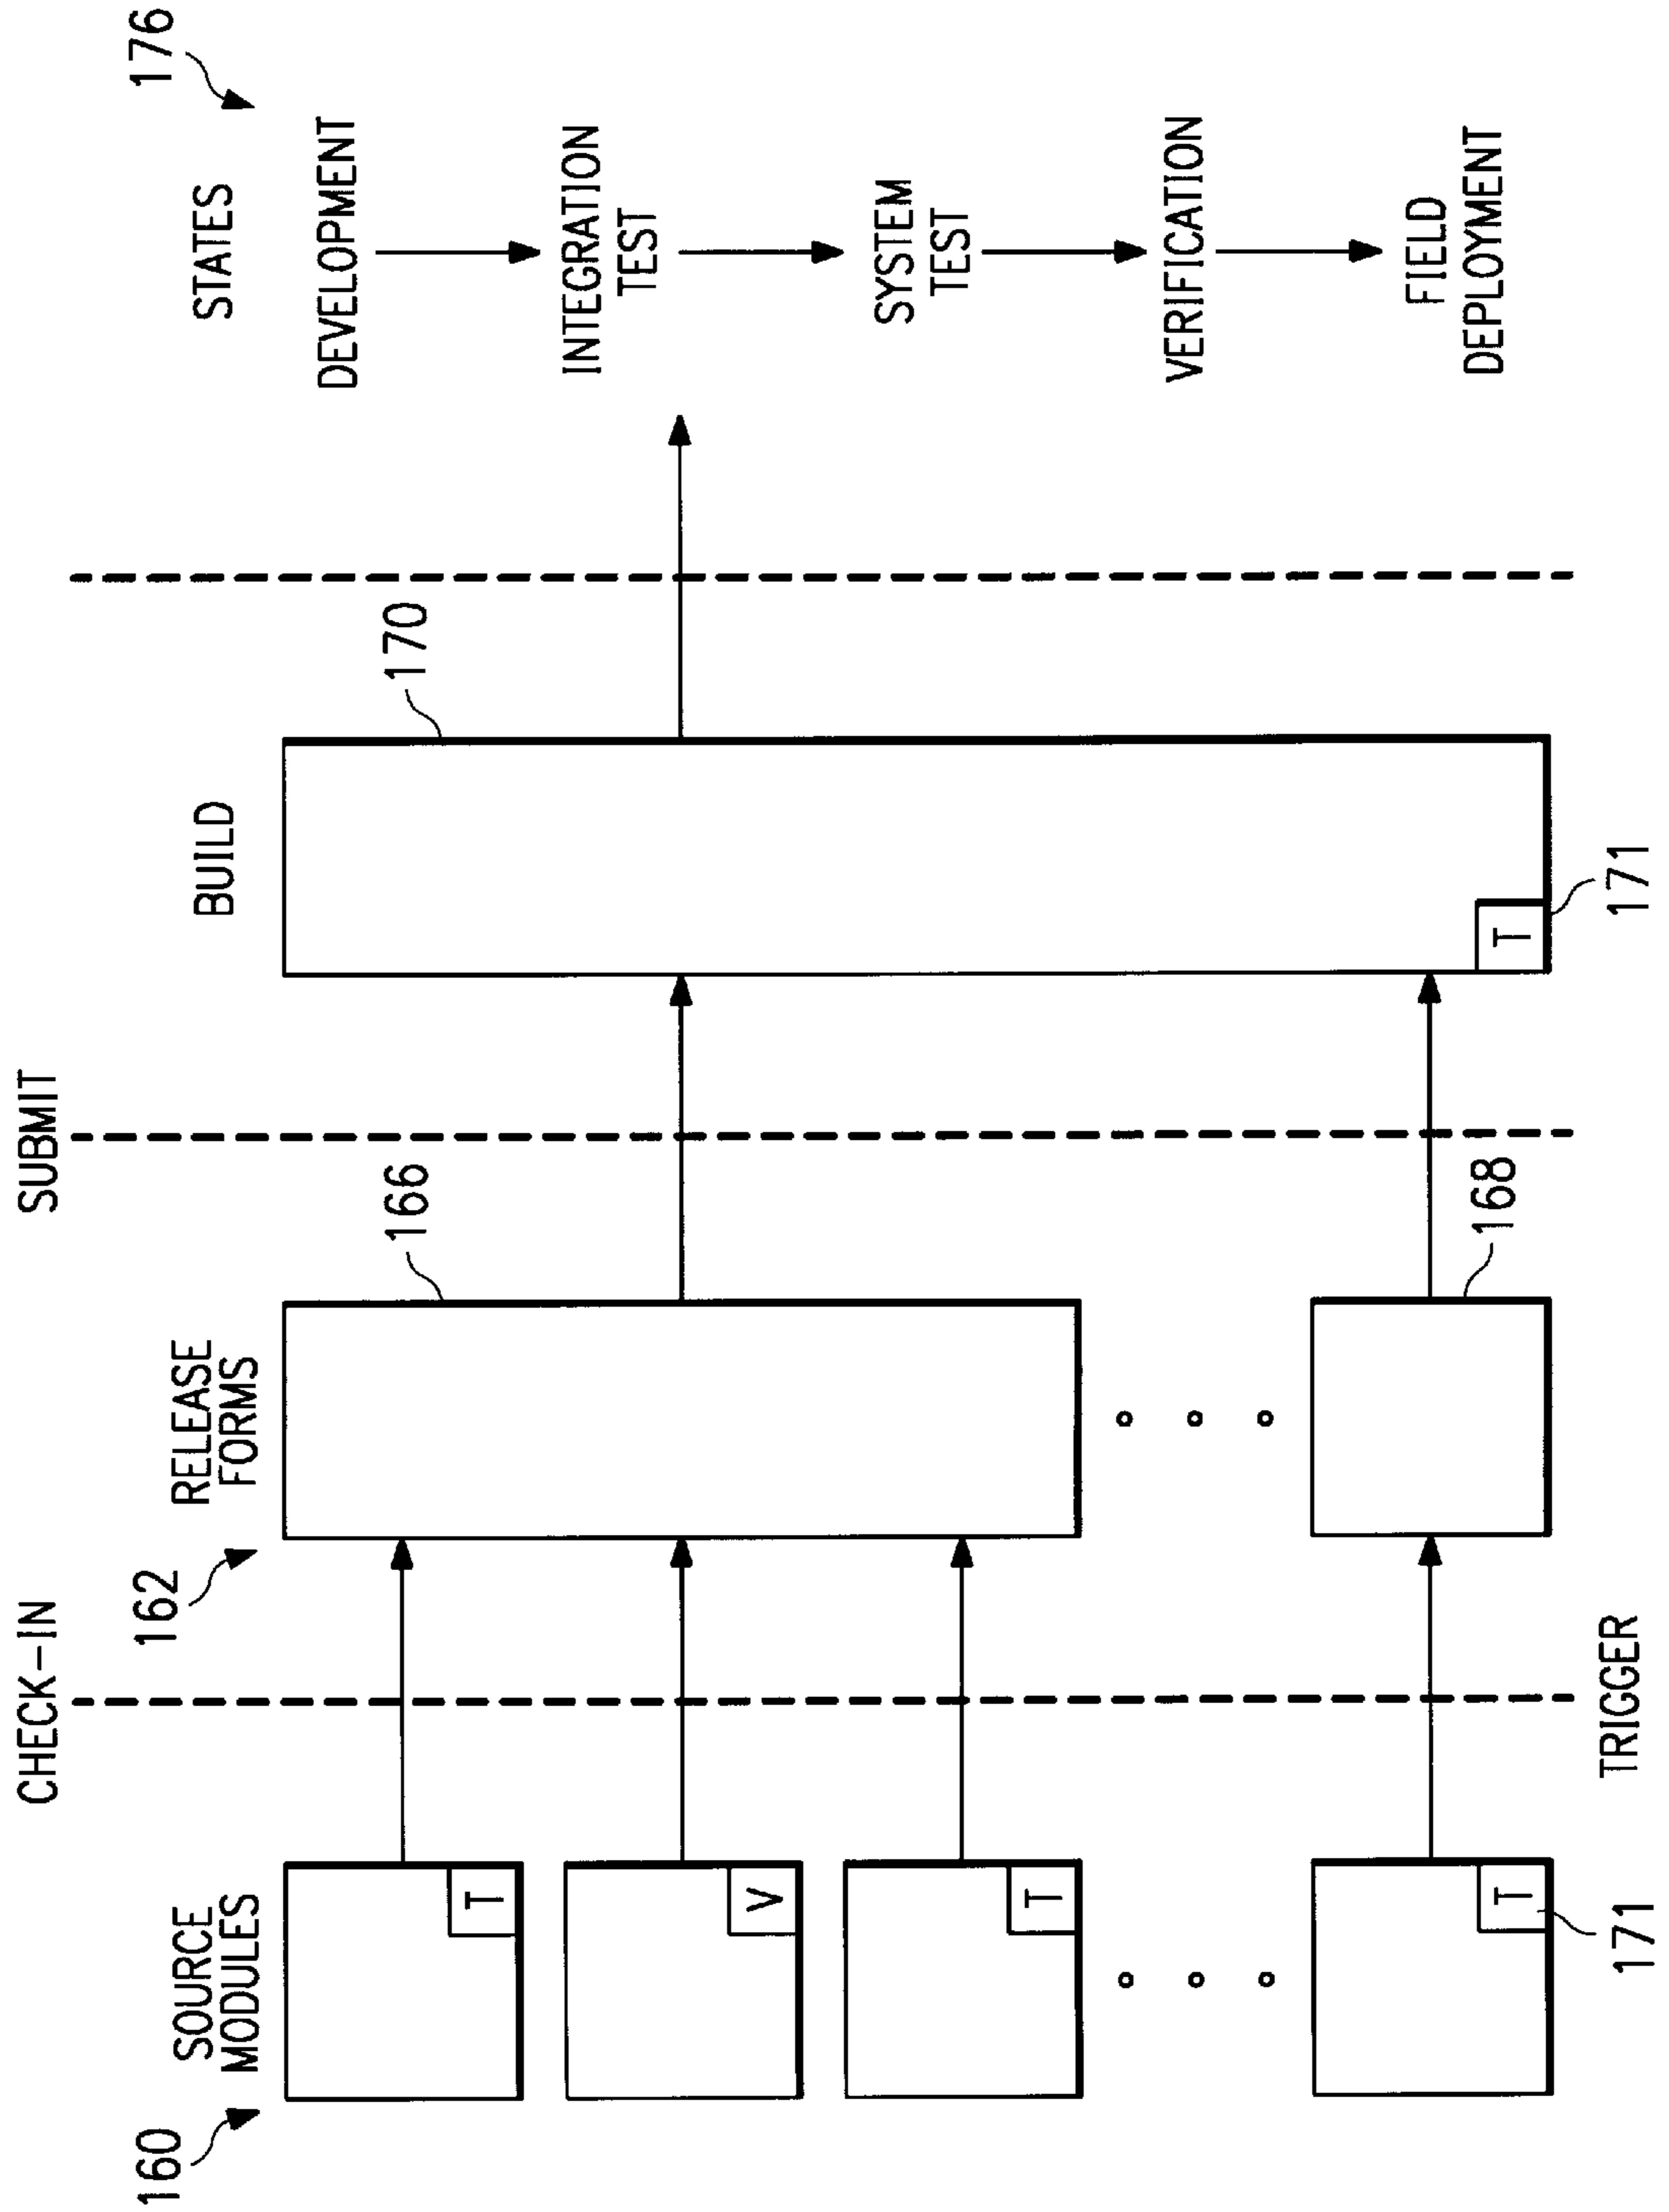 CHECK-IN
SUBMIT
160
162
176
SOURCE
MODULES
RELEASE
FORMS
BUILD
STATES
DEVELOPMENT
166
170
T
INTEGRATION
TEST
V
SYSTEM
TEST
T
VERIFICATION
FIELD
DEPLOYMENT
168
T
T
171
TRIGGER
171